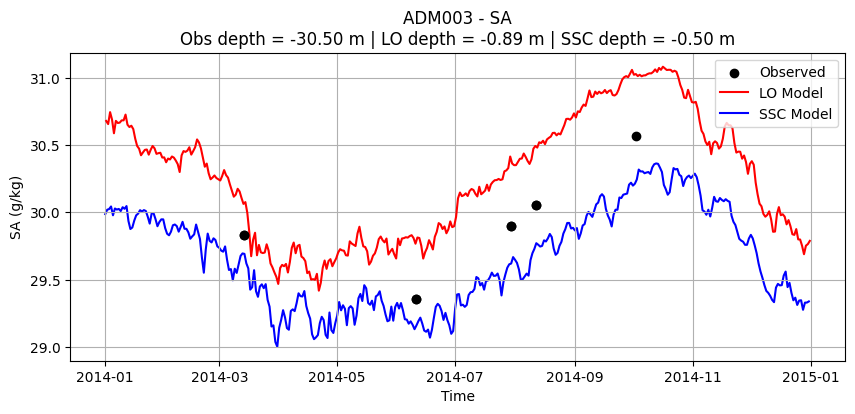 ADM003 - SA
Obs depth = -30.50 m | LO depth = -0.89 m | SSC depth = -0.50 m
Observed
LO Model
SSC Model
SA (g/kg)
31.0
30.5
30.0
29.5
29.0
2014-01
2014-03
2014-05
2014-07
2014-09
2014-11
2015-01
Time